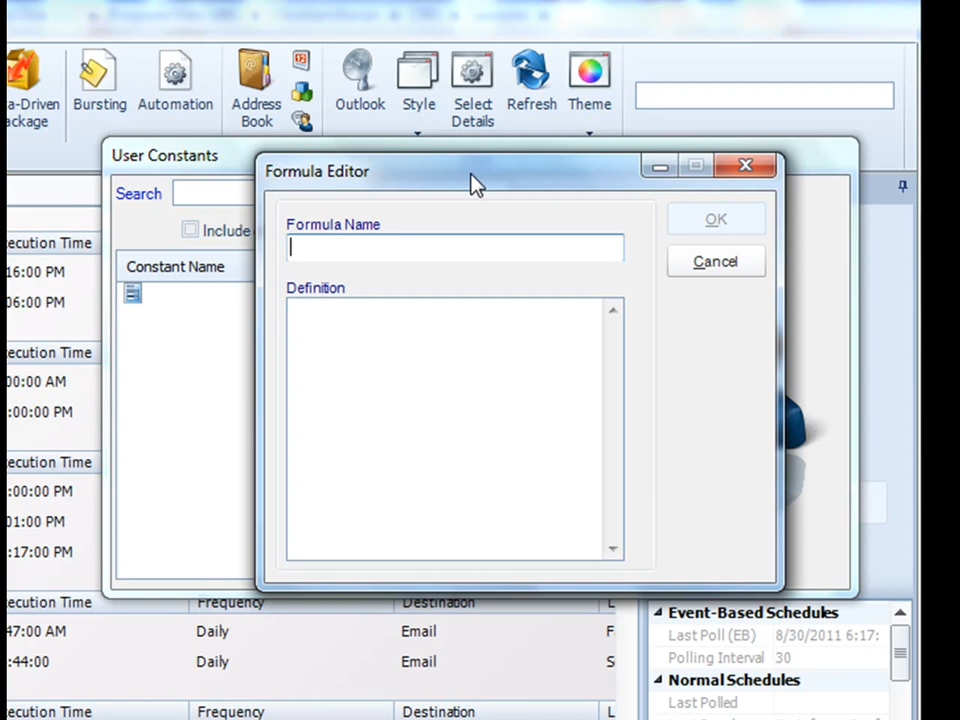 a-Driven
ackage
Bursting
Automation
Address
Book
12
Outlook
Style
Select
Details
Refresh
Theme
User Constants
Search
Include
Constant Name
Formula Editor
Formula Name
Definition
OK
Cancel
ecution Time
16:00 PM
06:00 PM
ecution Time
00:00 AM
:00:00 PM
ecution Time
:00:00 PM
01:00 PM
:17:00 PM
ecution Time Frequency Destination L
47:00 AM Daily Email F
:44:00 Daily Email S
ecution Time Frequency Destination L
Event-Based Schedules
Last Poll (EB) 8/30/2011 6:17:
Polling Interval 30
Normal Schedules
Last Polled